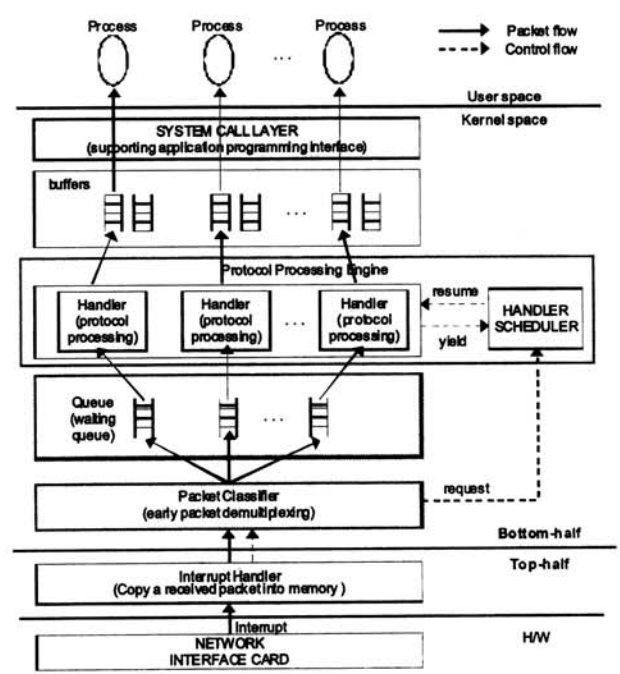 Process Process Process
Packet flow
Control flow
User space
Kernel space
SYSTEM CALL LAYER
(supporting application programming interface)
buffers
...
Protocol Processing Engine
Handler
(protocol
processing)
Handler
(protocol
processing)
...
Handler
(protocol
processing)
resume
yield
HANDLER
SCHEDULER
Queue
(waiting
queue)
...
Packet Classifier
(early packet demultiplexing)
request
Bottom-half
Top-half
Interrupt Handler
(Copy a received packet into memory )
Interrupt
H/W
NETWORK
INTERFACE CARD